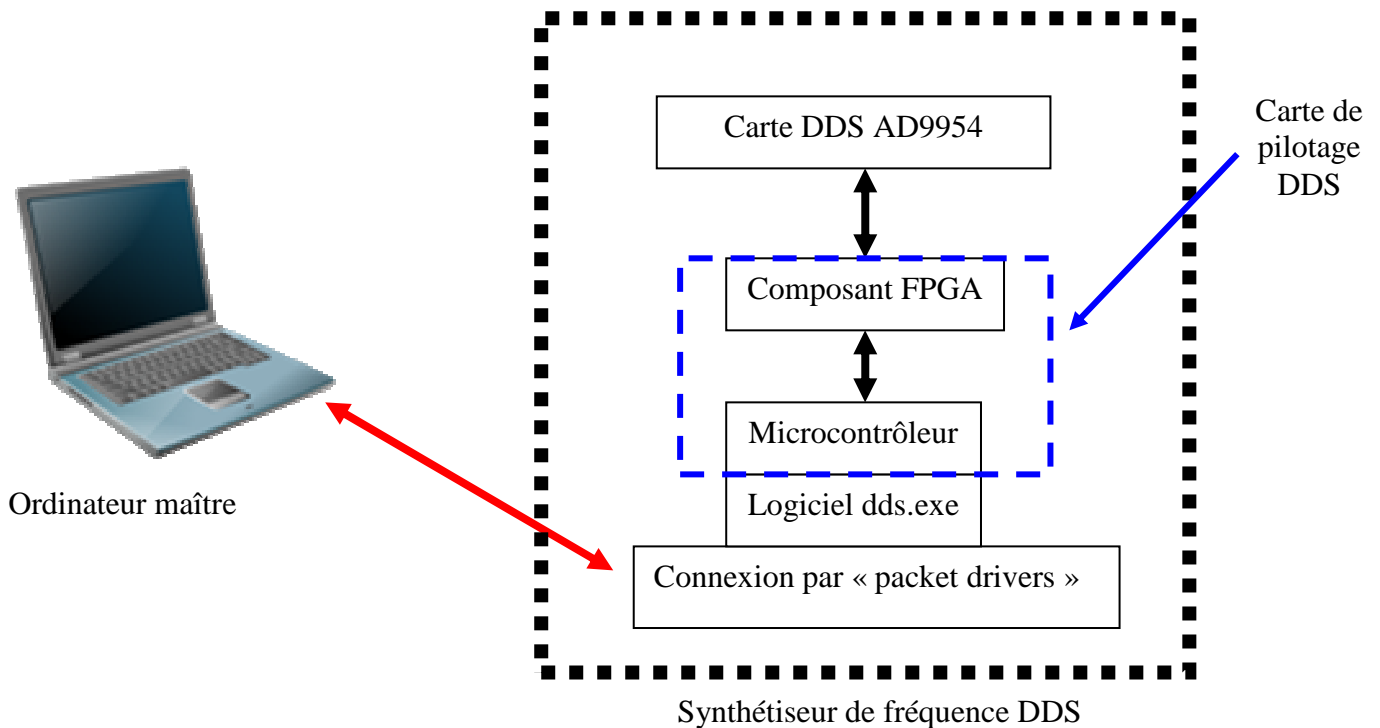 Carte DDS AD9954
Carte de
pilotage
DDS
Composant FPGA
Microcontrôleur
Logiciel dds.exe
Ordinateur maître
Connexion par « packet drivers »
Synthétiseur de fréquence DDS